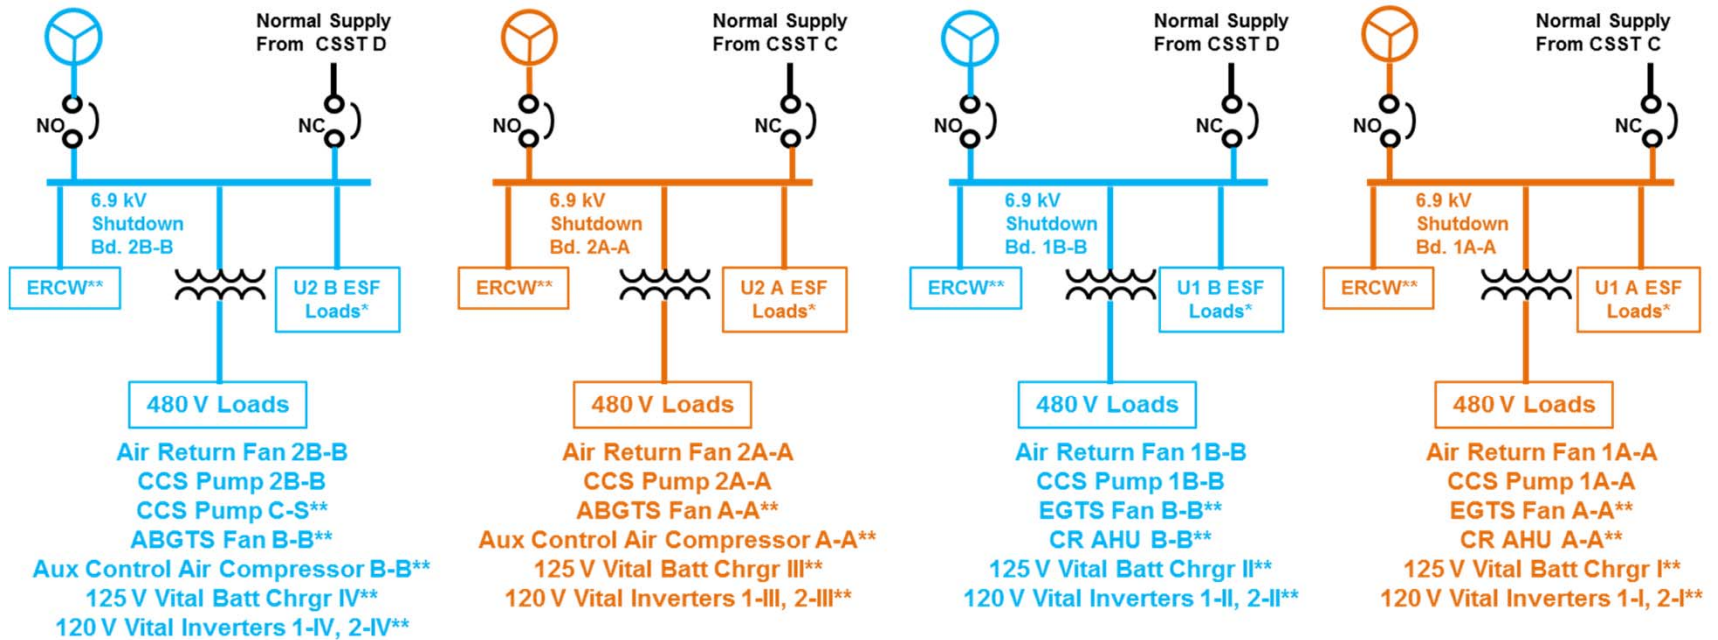 Normal Supply
From CSST D
NO
NC
6.9 kV
Shutdown
Bd. 2B-B
ERCW**
U2 B ESF
Loads*
480 V Loads
Air Return Fan 2B-B
CCS Pump 2B-B
CCS Pump C-S**
ABGTS Fan B-B**
Aux Control Air Compressor B-B**
125 V Vital Batt Chrgr IV**
120 V Vital Inverters 1-IV, 2-IV**
Normal Supply
From CSST C
NO
NC
6.9 kV
Shutdown
Bd. 2A-A
ERCW**
U2 A ESF
Loads*
480 V Loads
Air Return Fan 2A-A
CCS Pump 2A-A
ABGTS Fan A-A**
Aux Control Air Compressor A-A**
125 V Vital Batt Chrgr III**
120 V Vital Inverters 1-III, 2-III**
Normal Supply
From CSST D
NO
NC
6.9 kV
Shutdown
Bd. 1B-B
ERCW**
U1 B ESF
Loads*
480 V Loads
Air Return Fan 1B-B
CCS Pump 1B-B
EGTS Fan B-B**
CR AHU B-B**
125 V Vital Batt Chrgr II**
120 V Vital Inverters 1-II, 2-II**
Normal Supply
From CSST C
NO
NC
6.9 kV
Shutdown
Bd. 1A-A
ERCW**
U1 A ESF
Loads*
480 V Loads
Air Return Fan 1A-A
CCS Pump 1A-A
EGTS Fan A-A**
CR AHU A-A**
125 V Vital Batt Chrgr I**
120 V Vital Inverters 1-I, 2-I**